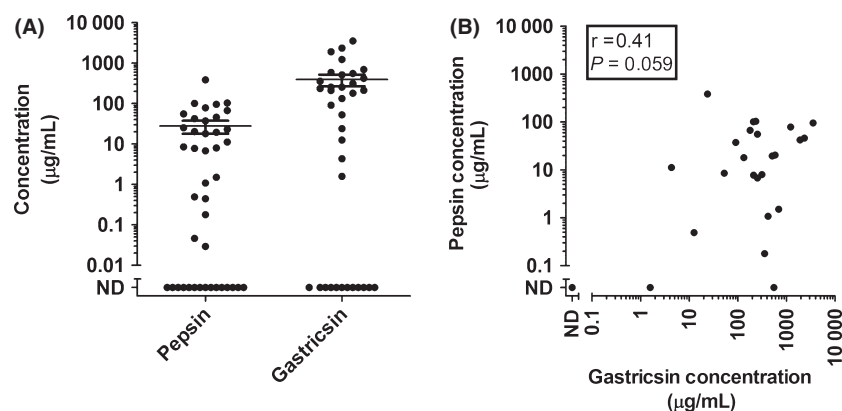 (A)
Concentration
(μg/mL)
10 000
1000
100
10
1
0.1
0.01
ND
Pepsin
Gastricsin
(B)
r =0.41
P = 0.059
Pepsin concentration
(μg/mL)
100 000
10 000
1000
100
10
1
0.1
ND
ND
0.1
1
10
100
1000
10 000
Gastricsin concentration
(μg/mL)